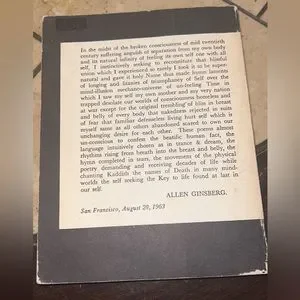 In the midst of the broken consciousness of mid twentieth
century suffering anguish of separation from my own body
and its natural infinity of feeling its own self one with all
self, I instinctively seeking to reconstitute that blissful
union which I experienced so rarely I took it to be super-
natural and gave it holy Name thus made hymn laments
of longing and litanies of triumphancy of Self over the
mind-illusion mechano-universe of un-feeling Time in
which I saw my self my own mother and my very nation
trapped desolate our worlds of consciousness homeless and
at war except for the original trembling of bliss in breast
and belly of every body that nakedness rejected in suits
of fear that familiar defenseless living hurt self which is
myself same as all others abandoned scared to own our
unchanging desire for each other. These poems almost
un-conscious to confess the beatific human fact, the
language intuitively chosen as in trance & dream, the
rhythms rising from breath into the breast and belly, the
hymn completed in tears, the movement of the physical
poetry demanding and receiving decades of life while
chanting Kaddish the names of Death in many mind-
worlds the self seeking the Key to life found at last in
our self.
ALLEN GINSBERG.
San Francisco, August 28, 1963